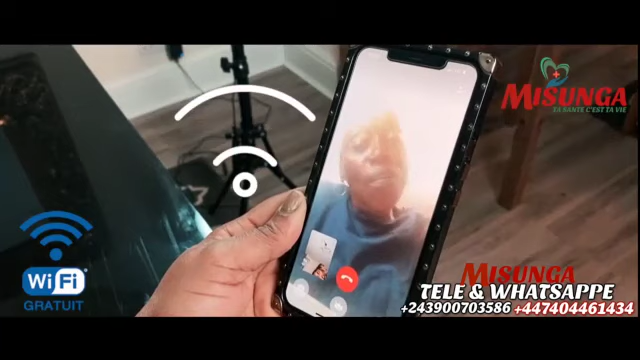 MISUNGA
TA SANTE C'EST TA VIE
WiFi
GRATUIT
MISUNGA
TELE & WHATSAPPE
+243900703586 +447404461434